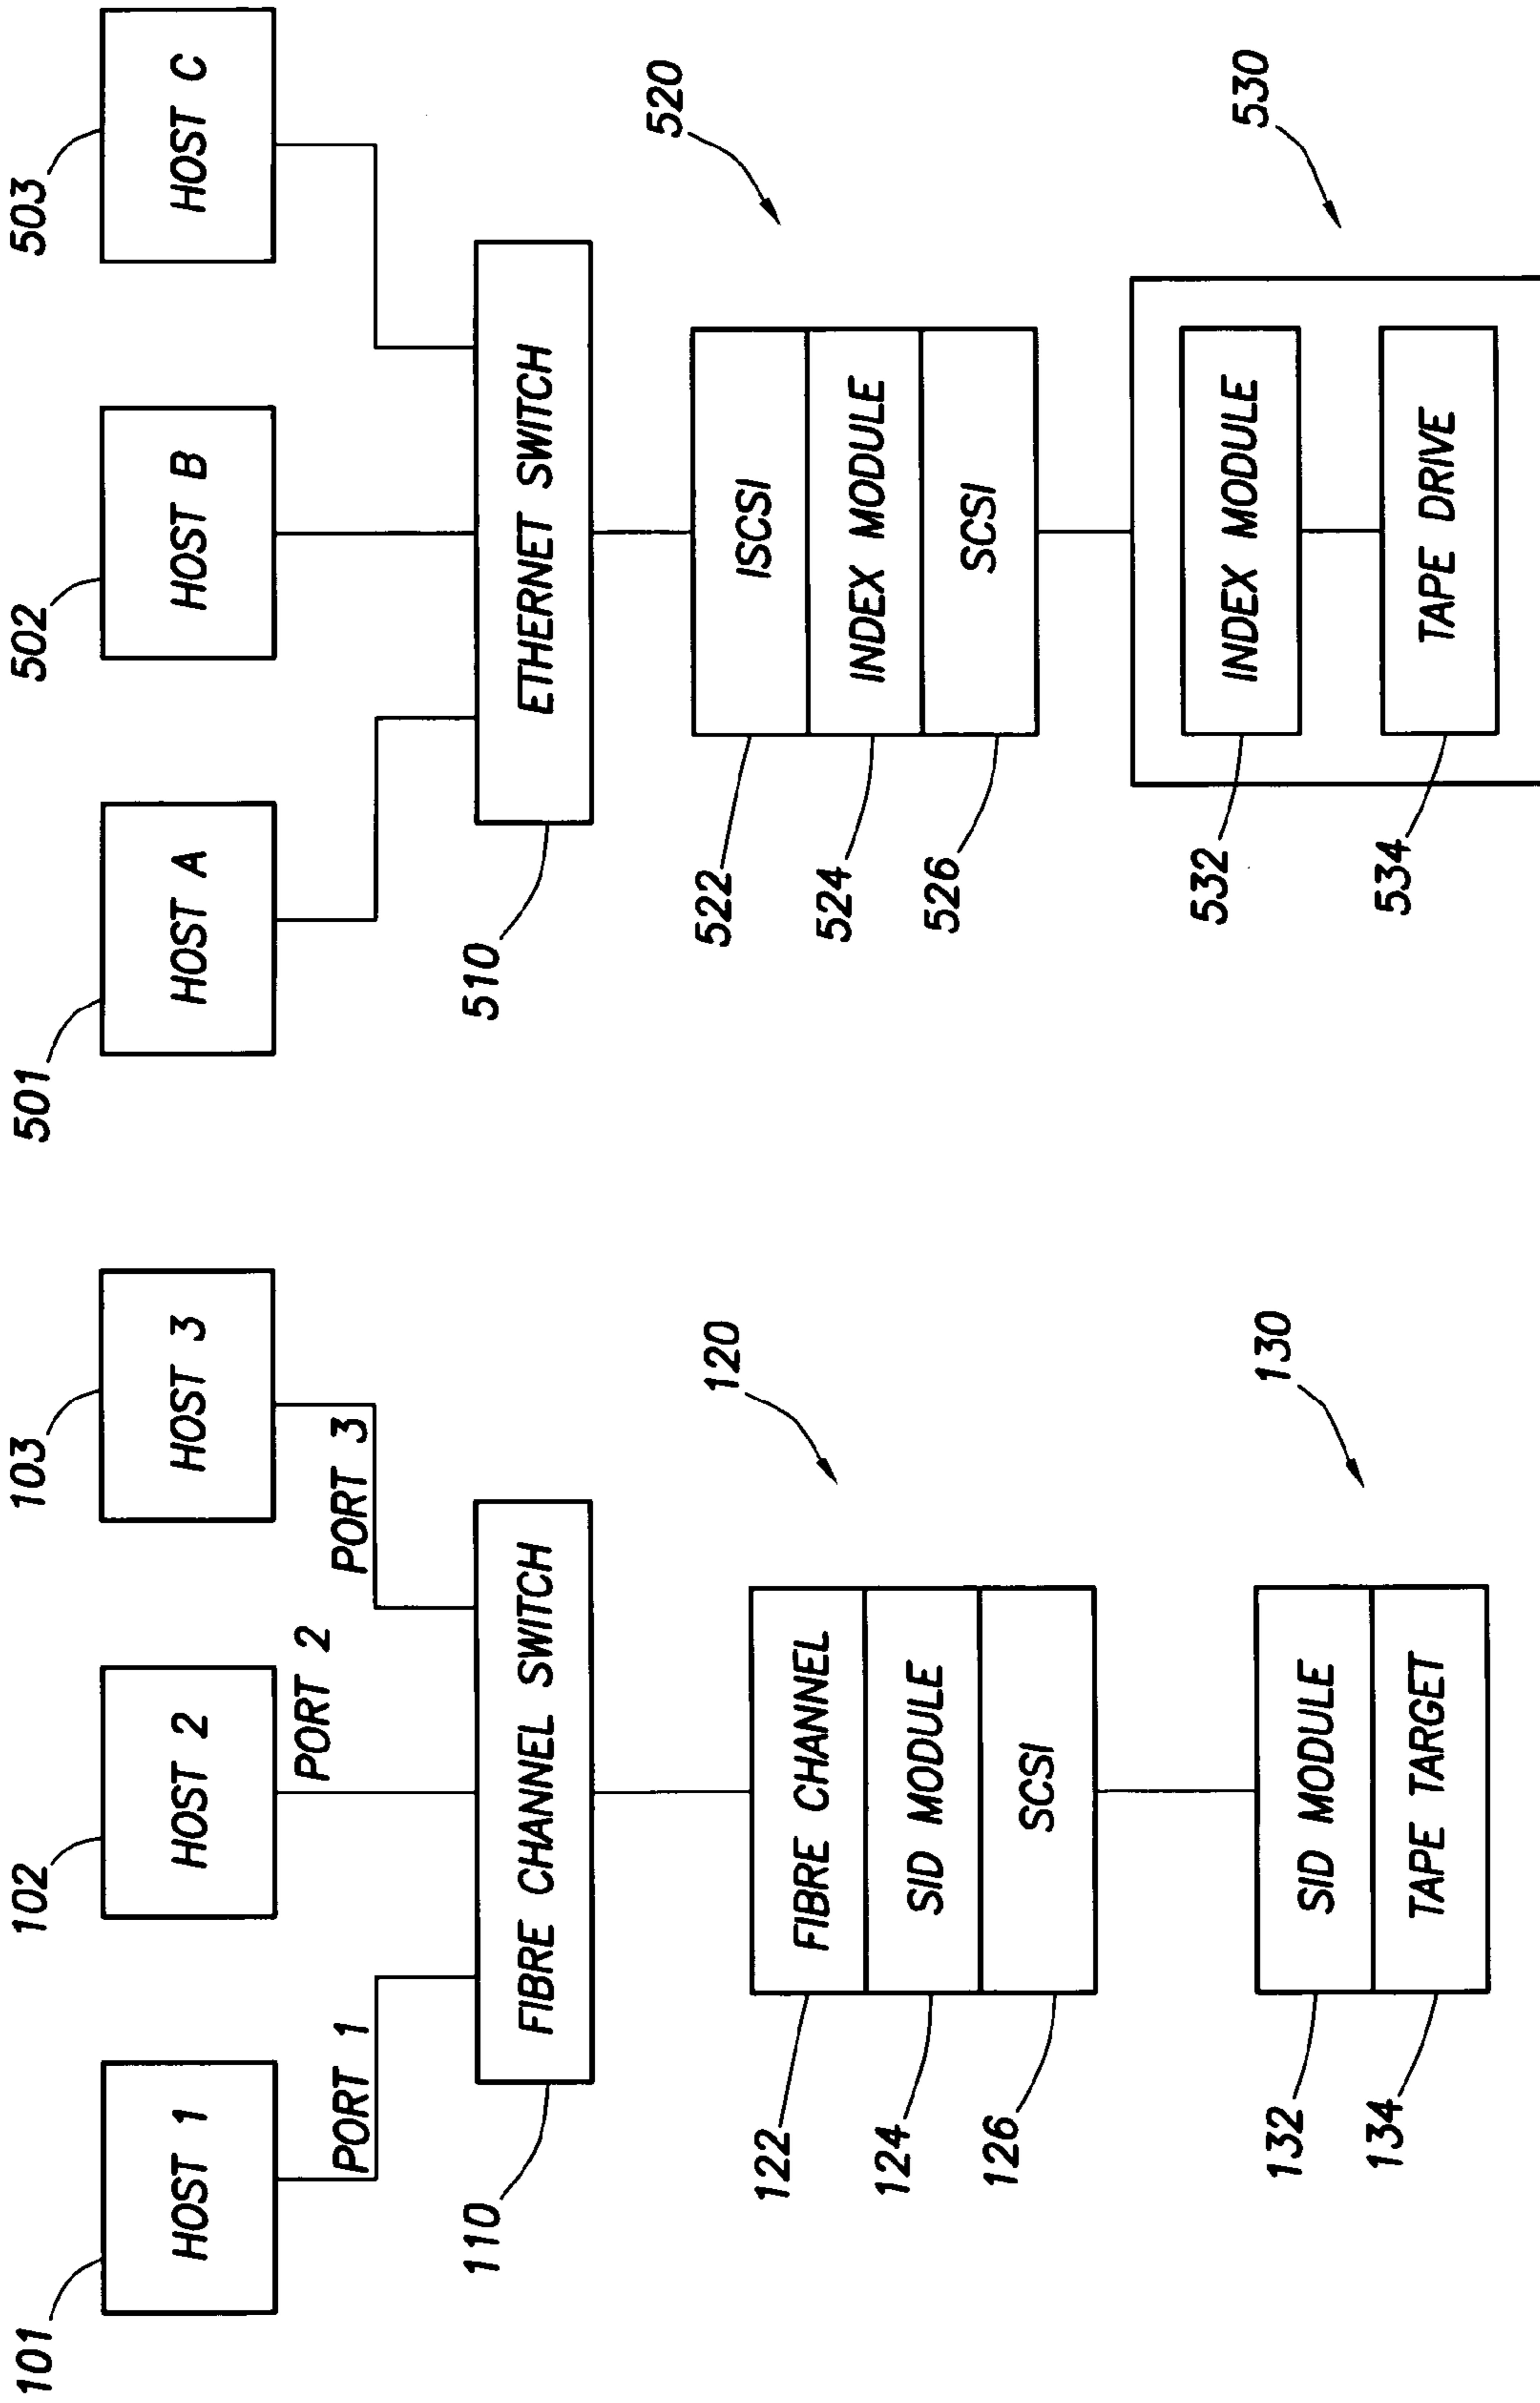 101
HOST 1
102
HOST 2
103
HOST 3
PORT 1
PORT 2
PORT 3
110
FIBRE CHANNEL SWITCH
120
122
FIBRE CHANNEL
124
SID MODULE
126
SCSI
130
132
SID MODULE
134
TAPE TARGET
501
HOST A
502
HOST B
503
HOST C
510
ETHERNET SWITCH
520
522
ISCSI
524
INDEX MODULE
526
SCSI
530
532
INDEX MODULE
534
TAPE DRIVE